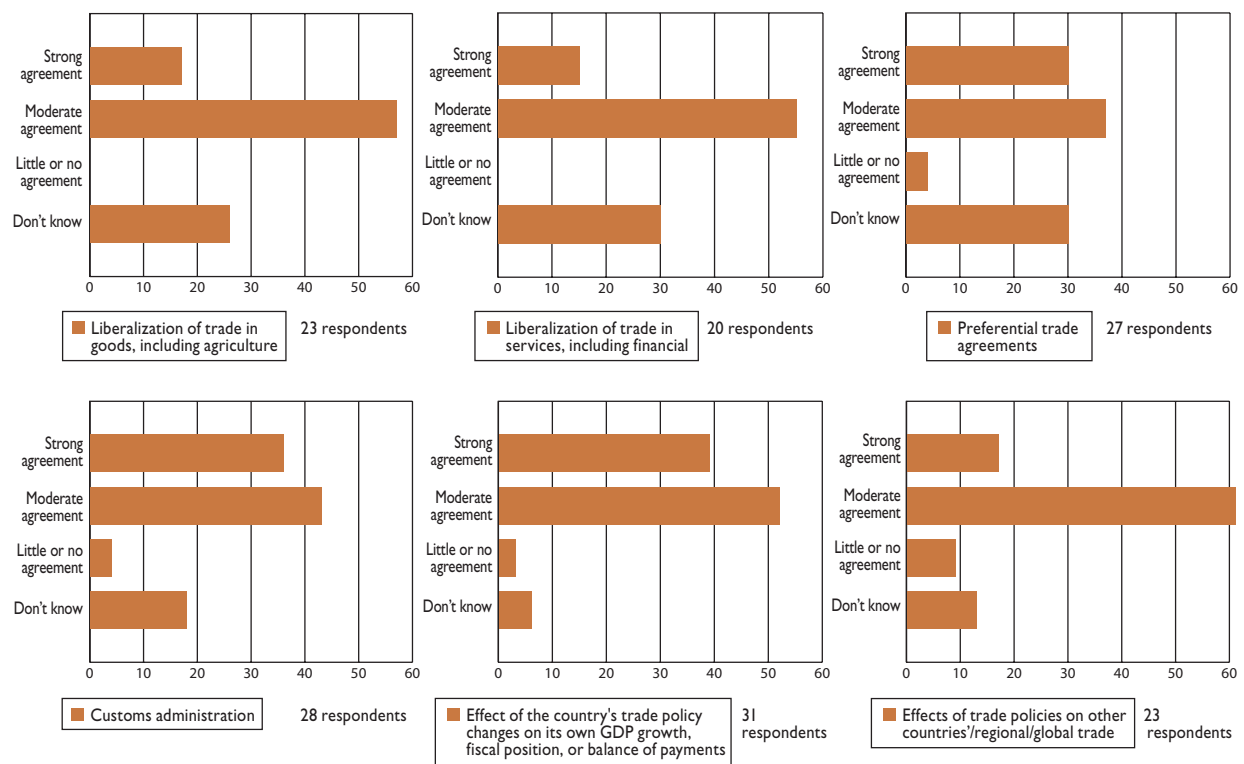 Strong
agreement
Moderate
agreement
Little or no
agreement
Don't know
0 10 20 30 40 50 60
Liberalization of trade in
goods, including agriculture
23 respondents
Strong
agreement
Moderate
agreement
Little or no
agreement
Don't know
0 10 20 30 40 50 60
Liberalization of trade in
services, including financial
20 respondents
Strong
agreement
Moderate
agreement
Little or no
agreement
Don't know
0 10 20 30 40 50 60
Preferential trade
agreements
27 respondents
Strong
agreement
Moderate
agreement
Little or no
agreement
Don't know
0 10 20 30 40 50 60
Customs administration
28 respondents
Strong
agreement
Moderate
agreement
Little or no
agreement
Don't know
0 10 20 30 40 50 60
Effect of the country's trade policy
changes on its own GDP growth,
fiscal position, or balance of payments
31
respondents
Strong
agreement
Moderate
agreement
Little or no
agreement
Don't know
0 10 20 30 40 50 60
Effects of trade policies on other
countries'/regional/global trade
23
respondents